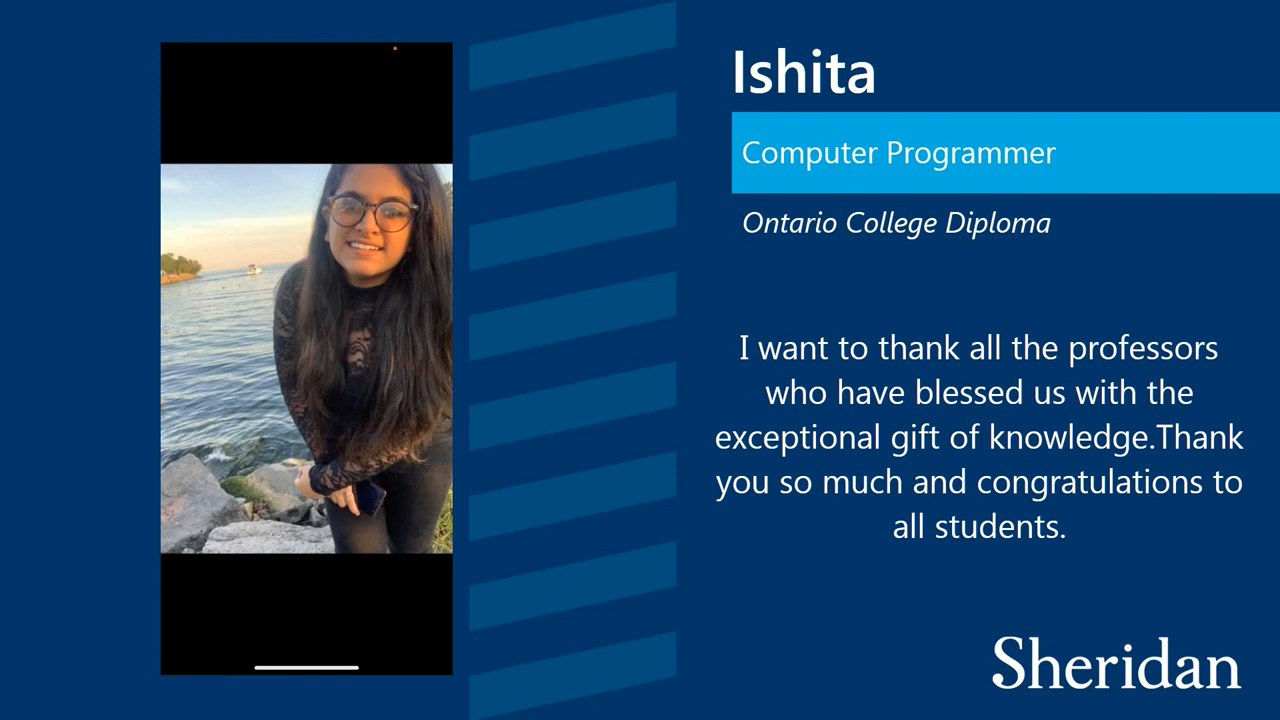 Ishita
Computer Programmer
Ontario College Diploma
I want to thank all the professors
who have blessed us with the
exceptional gift of knowledge.Thank
you so much and congratulations to
all students.
Sheridan